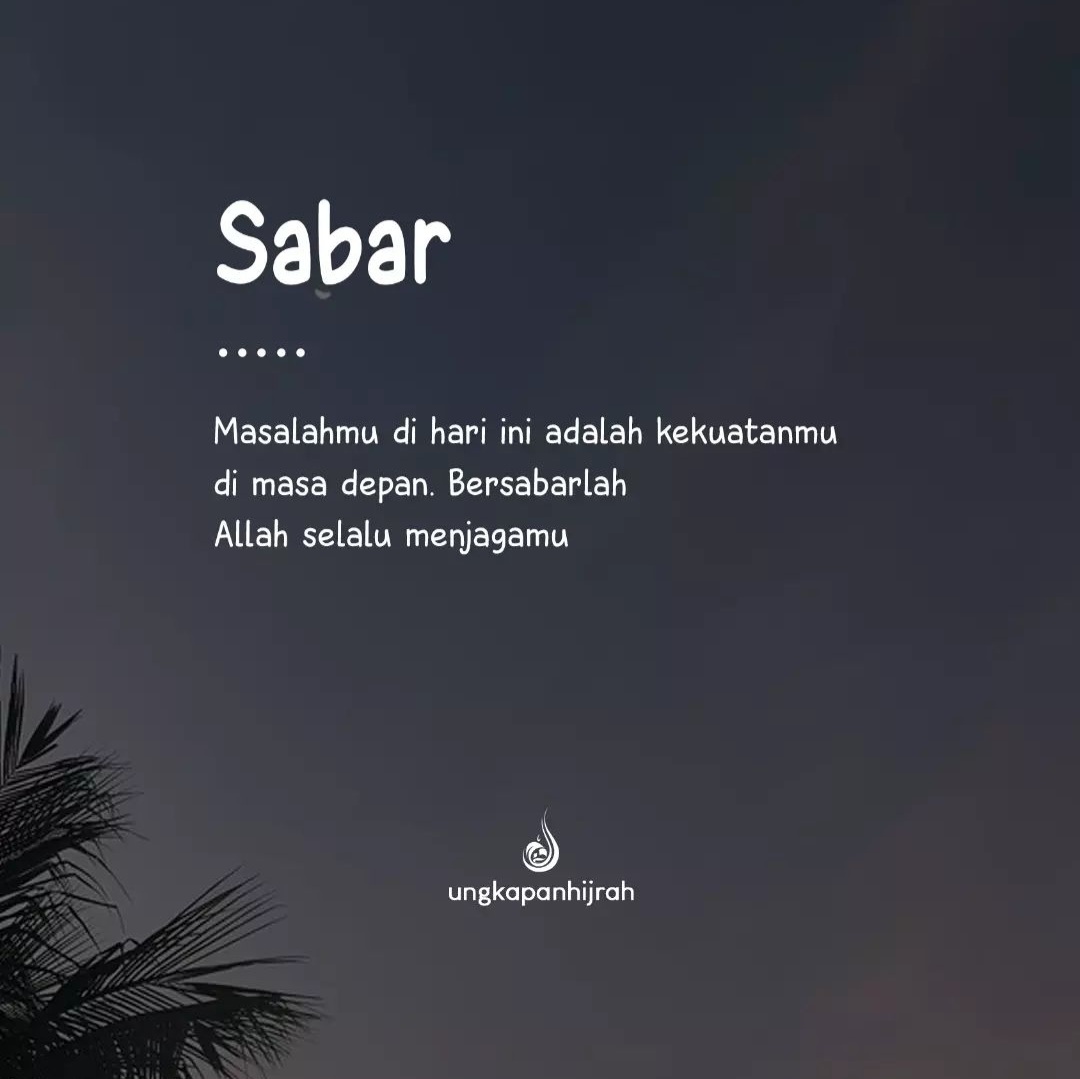 Sabar
.....
Masalahmu di hari ini adalah kekuatanmu
di masa depan. Bersabarlah
Allah selalu menjagamu
ungkapanhijrah